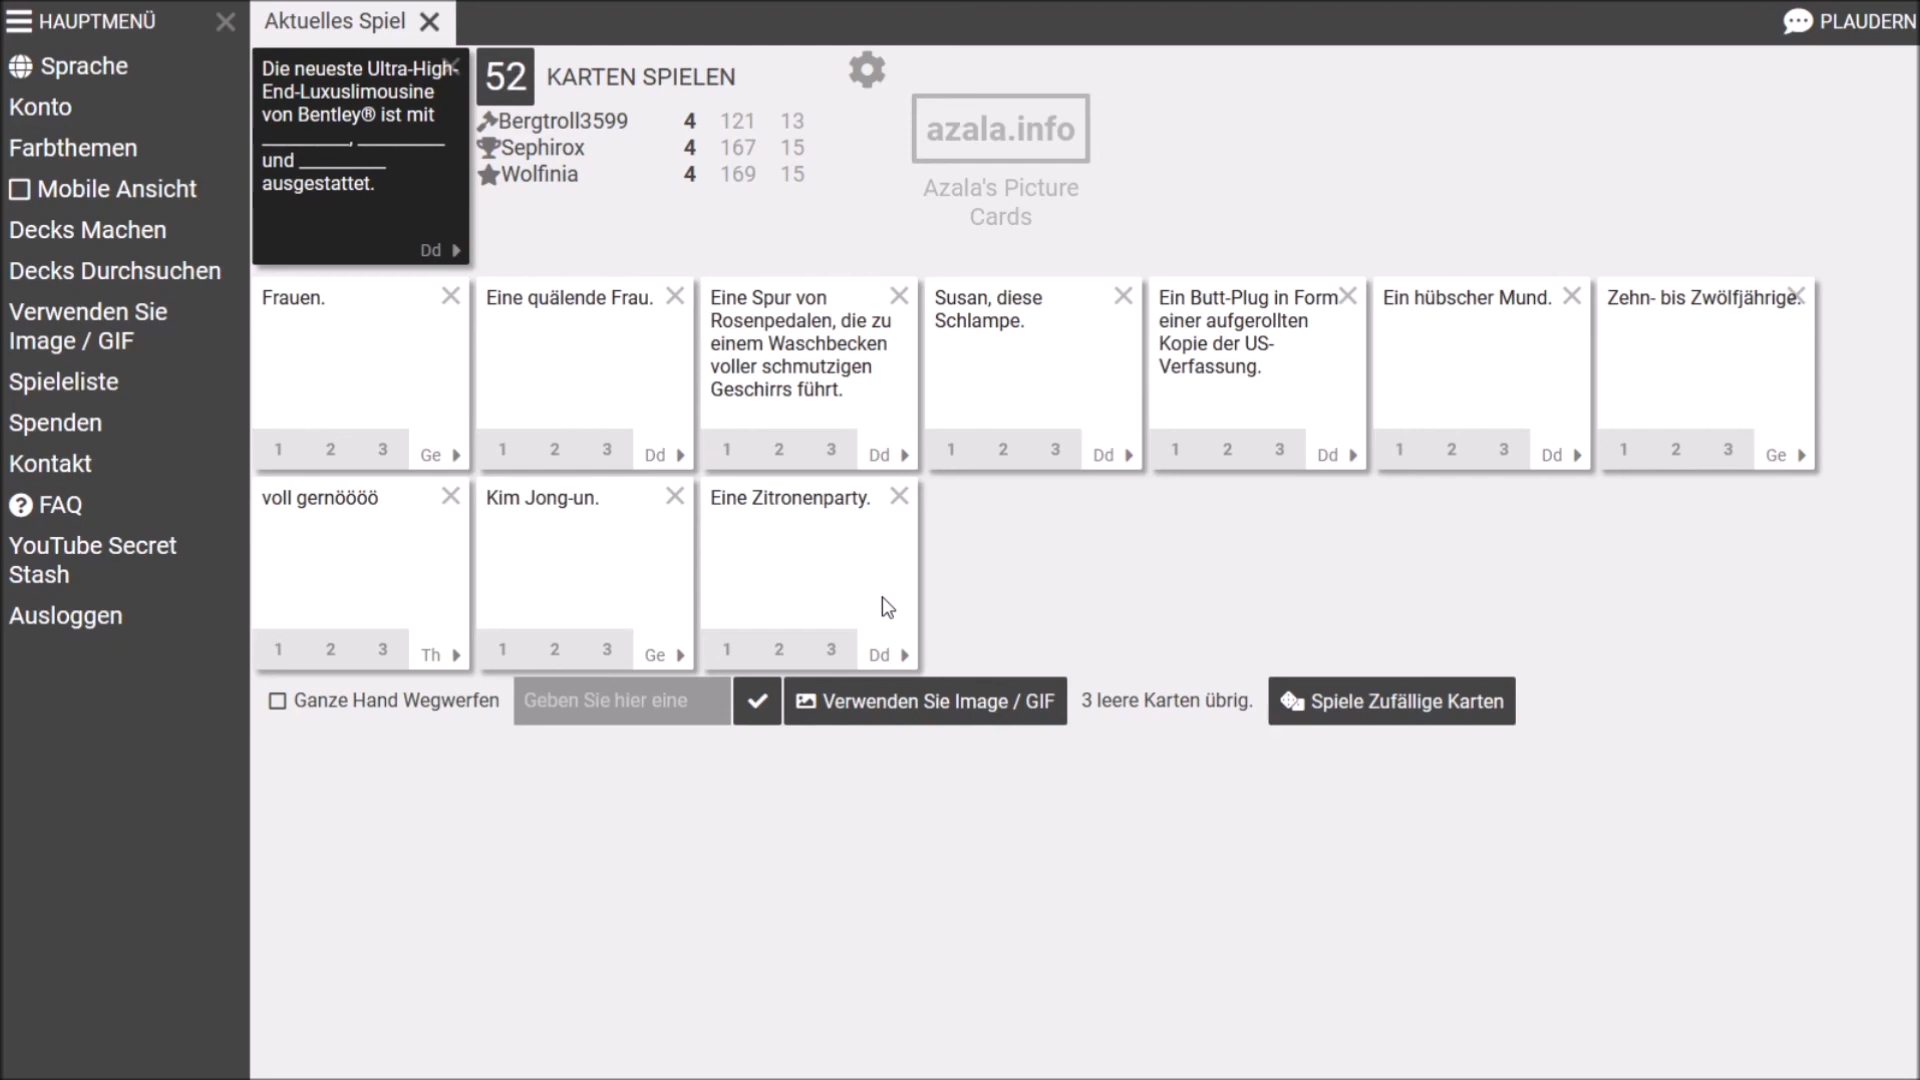 HAUPTMENÜ
Aktuelles Spiel
PLAUDERN
Sprache
Konto
Farbthemen
Mobile Ansicht
Decks Machen
Decks Durchsuchen
Verwenden Sie
Image / GIF
Spieleliste
Spenden
Kontakt
FAQ
YouTube Secret
Stash
Ausloggen
Die neueste Ultra-High-
End-Luxuslimousine
von Bentley® ist mit
________, ________
und ________
ausgestattet.
Dd
52 KARTEN SPIELEN
Bergtroll3599 4 121 13
Sephirox 4 167 15
Wolfinia 4 169 15
azala.info
Azala's Picture
Cards
Frauen.
1 2 3 Ge
Eine quälende Frau.
1 2 3 Dd
Eine Spur von
Rosenpedalen, die zu
einem Waschbecken
voller schmutzigen
Geschirrs führt.
1 2 3 Dd
Susan, diese
Schlampe.
1 2 3 Dd
Ein Butt-Plug in Form
einer aufgerollten
Kopie der US-
Verfassung.
1 2 3 Dd
Ein hübscher Mund.
1 2 3 Dd
Zehn- bis Zwölfjährige.
1 2 3 Ge
voll gernöööö
1 2 3 Th
Kim Jong-un.
1 2 3 Ge
Eine Zitronenparty.
1 2 3 Dd
Ganze Hand Wegwerfen
Geben Sie hier eine
Verwenden Sie Image / GIF
3 leere Karten übrig.
Spiele Zufällige Karten